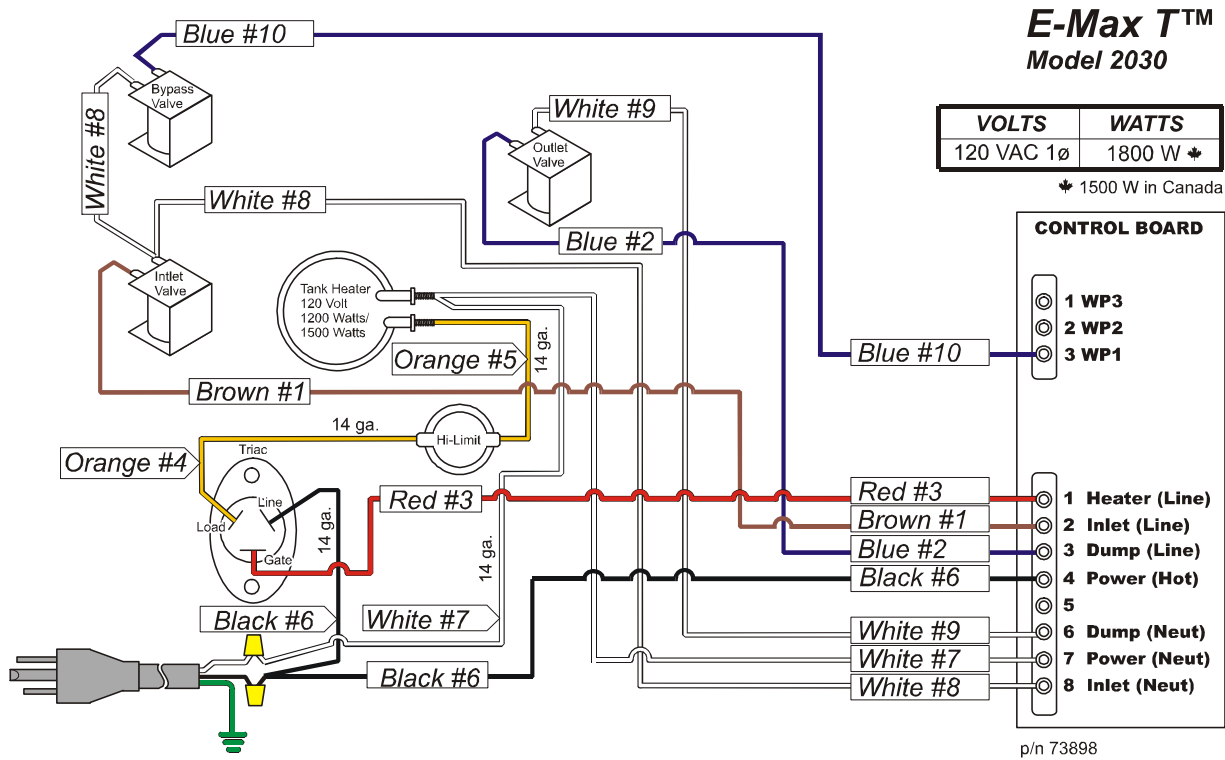 E-Max T™
Model 2030
VOLTS WATTS
120 VAC 1ø 1800 W
1500 W in Canada
CONTROL BOARD
1 WP3
2 WP2
3 WP1
1 Heater (Line)
2 Inlet (Line)
3 Dump (Line)
4 Power (Hot)
5
6 Dump (Neut)
7 Power (Neut)
8 Inlet (Neut)
p/n 73898
Blue #10
Bypass
Valve
White #8
White #9
Outlet
Valve
White #8
Blue #2
Intlet
Valve
Tank Heater
120 Volt
1200 Watts/
1500 Watts
Orange #5
14 ga.
Blue #10
Brown #1
14 ga.
Hi-Limit
Orange #4
Triac
Line
Load
Gate
14 ga.
Red #3
14 ga.
Red #3
Brown #1
Blue #2
Black #6
Black #6
White #7
Black #6
White #9
White #7
White #8